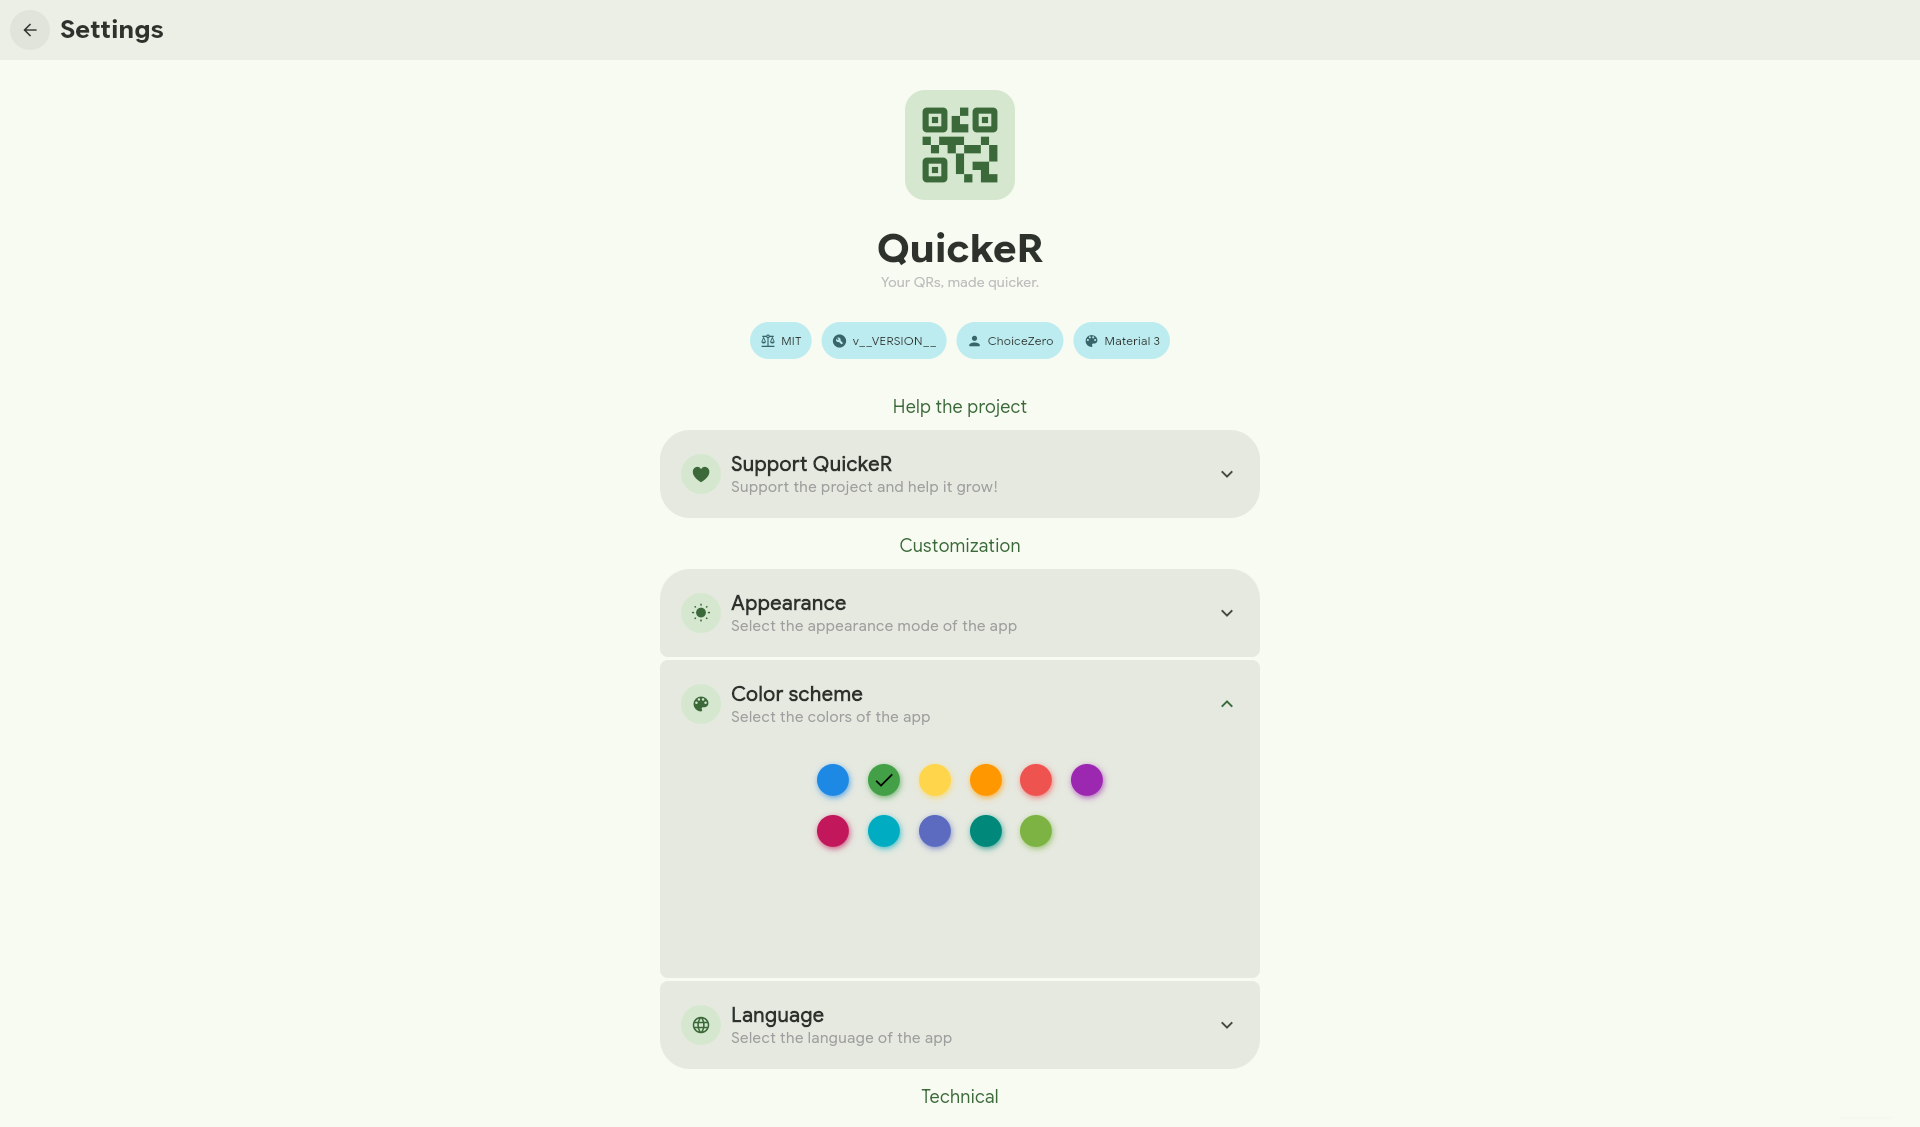 Settings
QuickeR
Your QRs, made quicker.
MIT
v__VERSION__
ChoiceZero
Material 3
Help the project
Support QuickeR
Support the project and help it grow!
Customization
Appearance
Select the appearance mode of the app
Color scheme
Select the colors of the app
Language
Select the language of the app
Technical